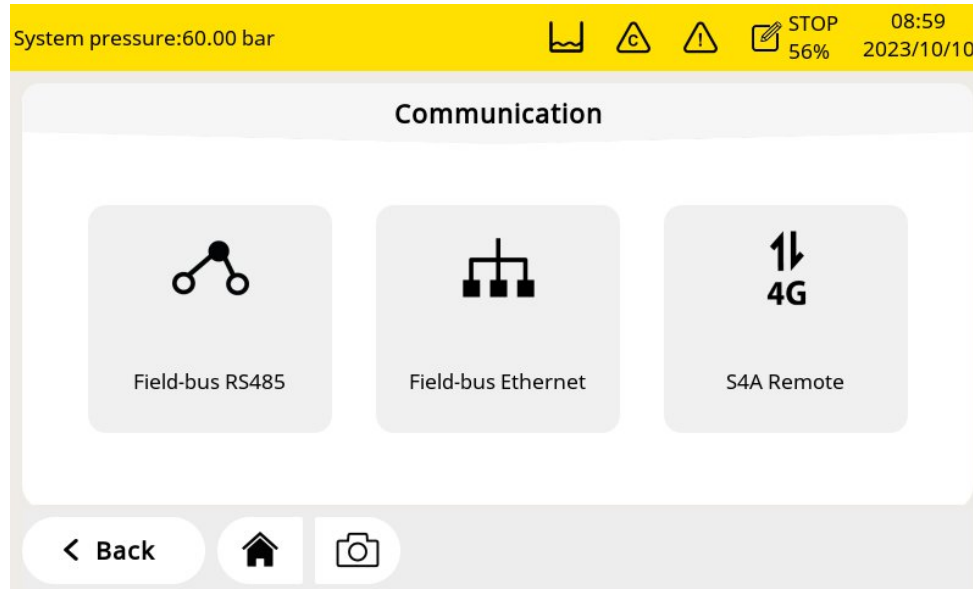 System pressure:60.00 bar
C
!
STOP
56%
08:59
2023/10/10
Communication
4G
Field-bus RS485
Field-bus Ethernet
S4A Remote
< Back